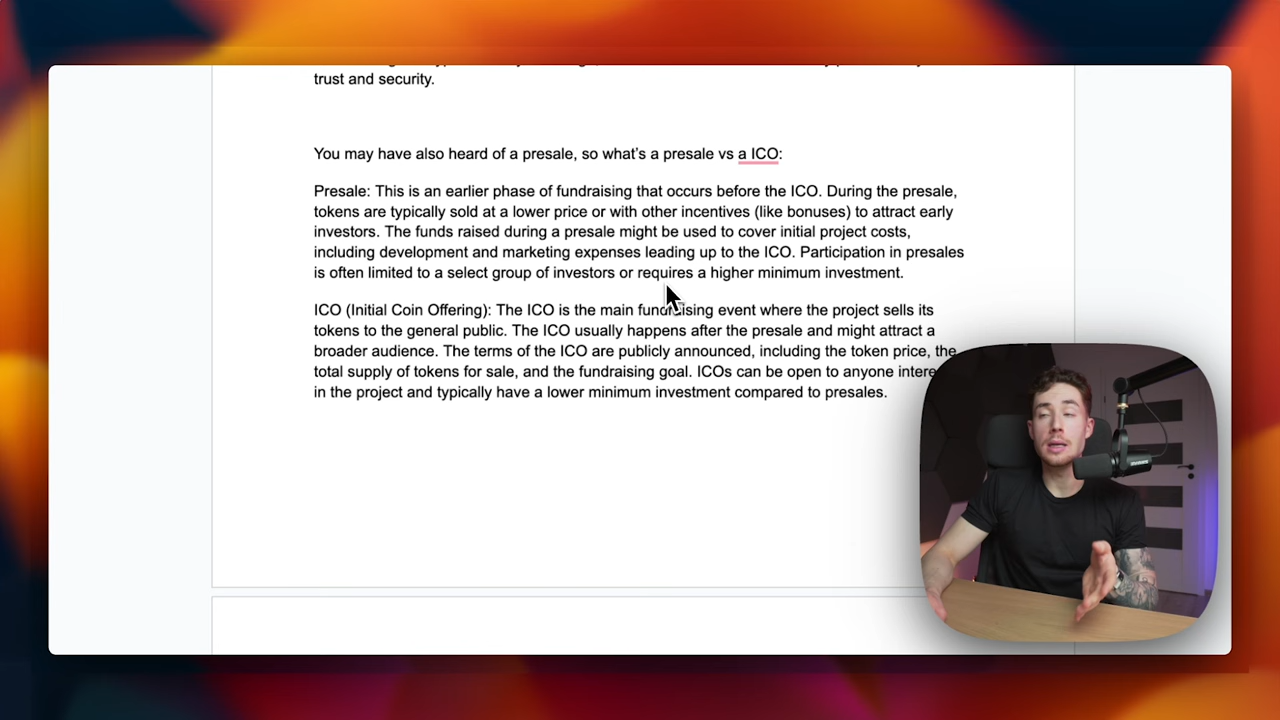 trust and security.
You may have also heard of a presale, so what's a presale vs a ICO:
Presale: This is an earlier phase of fundraising that occurs before the ICO. During the presale,
tokens are typically sold at a lower price or with other incentives (like bonuses) to attract early
investors. The funds raised during a presale might be used to cover initial project costs,
including development and marketing expenses leading up to the ICO. Participation in presales
is often limited to a select group of investors or requires a higher minimum investment.
ICO (Initial Coin Offering): The ICO is the main fundraising event where the project sells its
tokens to the general public. The ICO usually happens after the presale and might attract a
broader audience. The terms of the ICO are publicly announced, including the token price, the
total supply of tokens for sale, and the fundraising goal. ICOs can be open to anyone
in the project and typically have a lower minimum investment compared to presales.